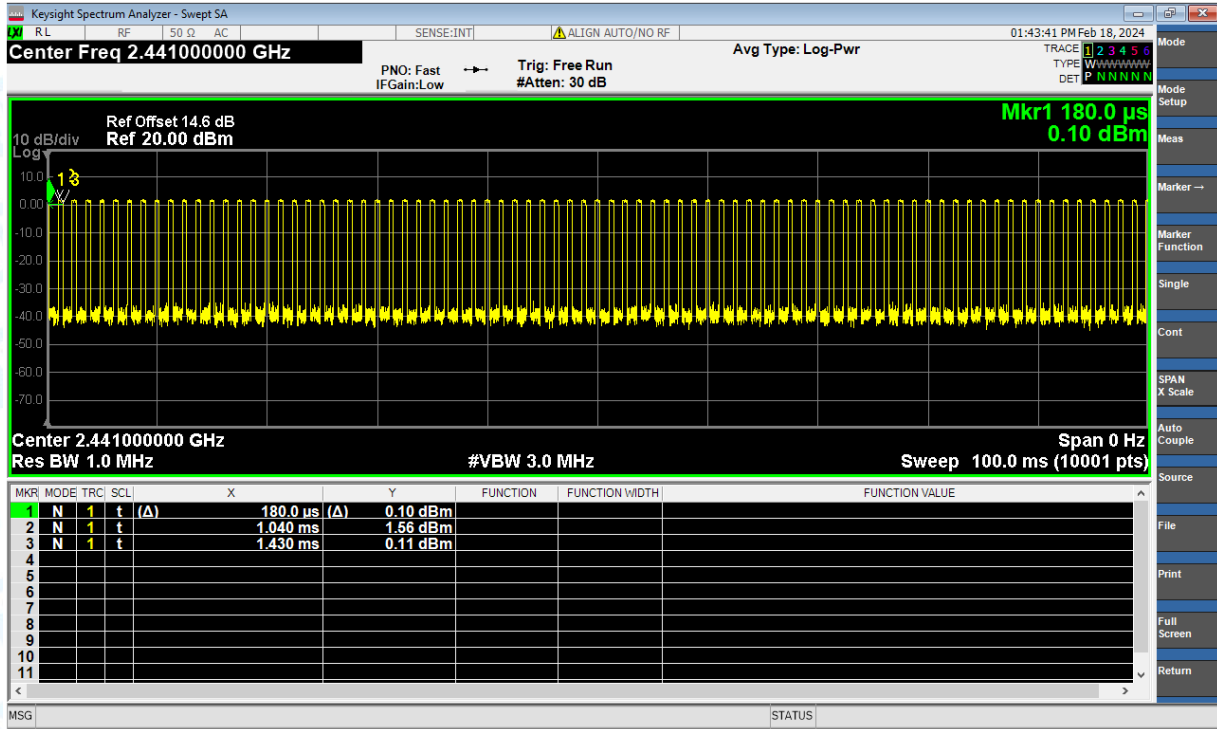 Keysight Spectrum Analyzer - Swept SA
LXI RL RF 50 Ω AC SENSE:INT ALIGN AUTO/NO RF 01:43:41 PM Feb 18, 2024
Center Freq 2.441000000 GHz
Avg Type: Log-Pwr
TRACE 1 2 3 4 5 6
PNO: Fast Trig: Free Run
TYPE WWWWWW
IFGain:Low #Atten: 30 dB
DET P N N N N N
Mkr1 180.0 µs
0.10 dBm
Ref Offset 14.6 dB
10 dB/div Ref 20.00 dBm
Log
10.0
1
3
0.00
-10.0
-20.0
-30.0
-40.0
-50.0
-60.0
-70.0
Center 2.441000000 GHz Span 0 Hz
Res BW 1.0 MHz #VBW 3.0 MHz Sweep 100.0 ms (10001 pts)
MKR MODE TRC SCL X Y FUNCTION FUNCTION WIDTH FUNCTION VALUE
1 N 1 t (Δ) 180.0 µs (Δ) 0.10 dBm
2 N 1 t 1.040 ms 1.56 dBm
3 N 1 t 1.430 ms 0.11 dBm
4
5
6
7
8
9
10
11
MSG STATUS
Mode
Mode
Setup
Meas
Marker →
Marker
Function
Single
Cont
SPAN
X Scale
Auto
Couple
Source
File
Print
Full
Screen
Return